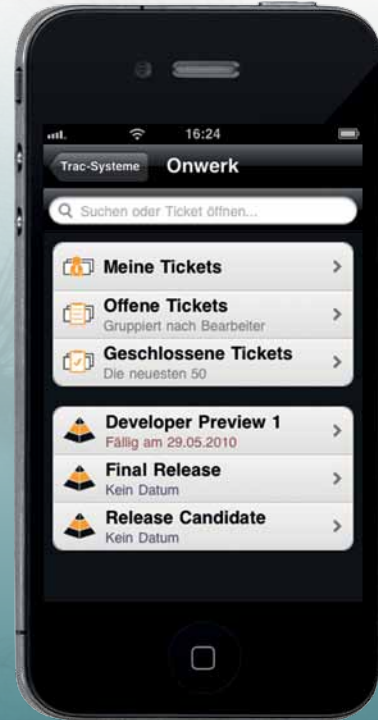 16:24
Trac-Systeme
Onwerk
Suchen oder Ticket öffnen...
Meine Tickets
Offene Tickets
Gruppiert nach Bearbeiter
Geschlossene Tickets
Die neuesten 50
Developer Preview 1
Fällig am 29.05.2010
Final Release
Kein Datum
Release Candidate
Kein Datum